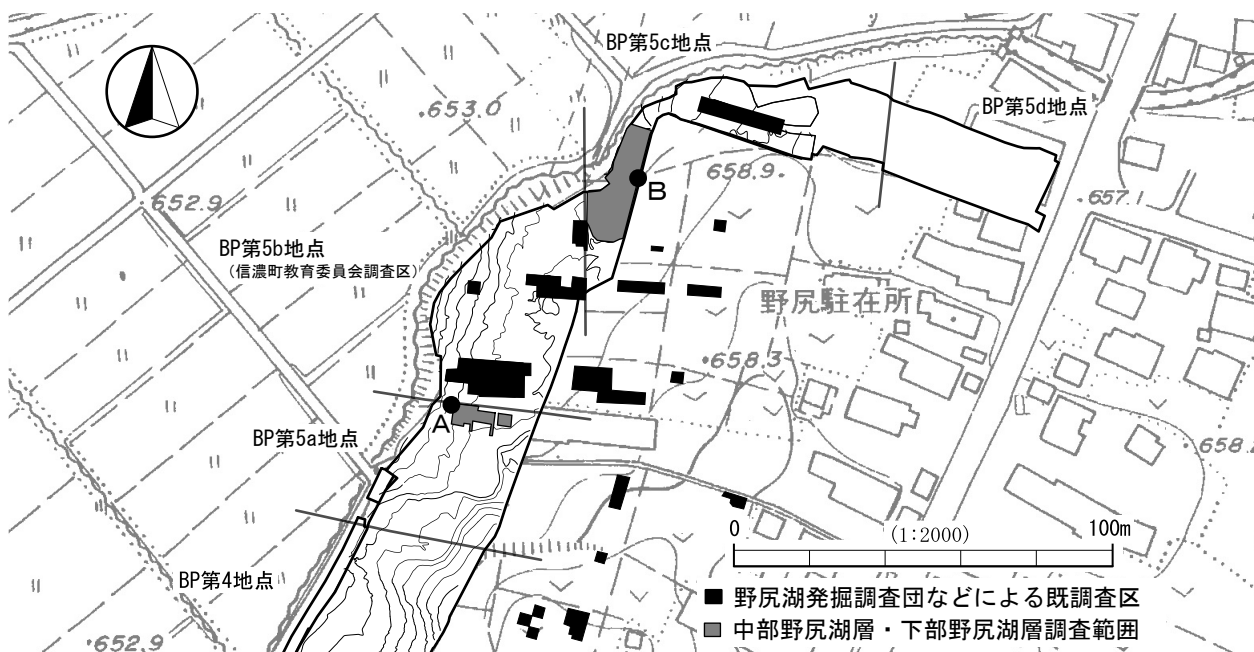 BP第5c地点
653.0
BP第5d地点
B
658.9
657.1
652.9
BP第5b地点
(信濃町教育委員会調査区)
野尻駐在所
658.3
A
BP第5a地点
658.2
0 (1:2000) 100m
BP第4地点
野尻湖発掘調査団などによる既調査区
中部野尻湖層・下部野尻湖層調査範囲
652.9